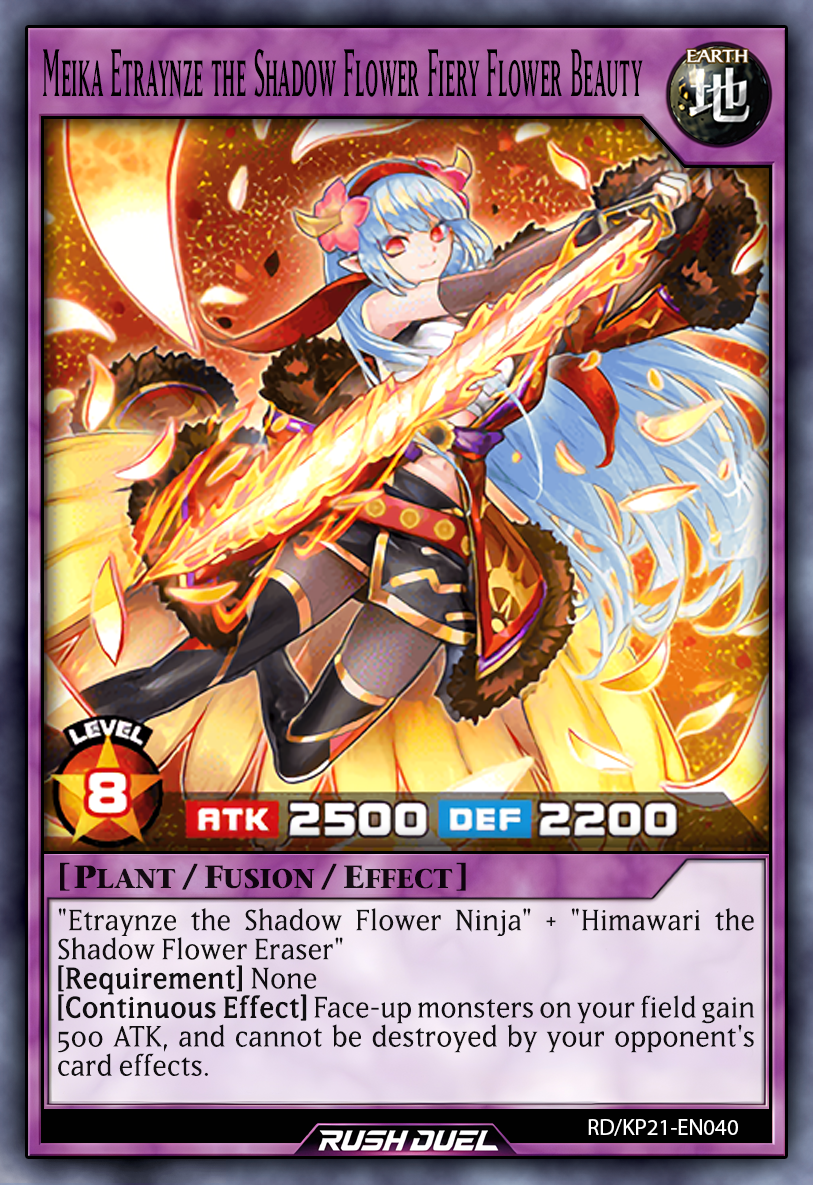 Meika Etraynze the Shadow Flower Fiery Flower Beauty
EARTH
地
LEVEL
8
ATK 2500 DEF 2200
[PLANT / FUSION / EFFECT]
"Etraynze the Shadow Flower Ninja" + "Himawari the
Shadow Flower Eraser"
[Requirement] None
[Continuous Effect] Face-up monsters on your field gain
500 ATK, and cannot be destroyed by your opponent's
card effects.
RD/KP21-EN040
RUSH DUEL